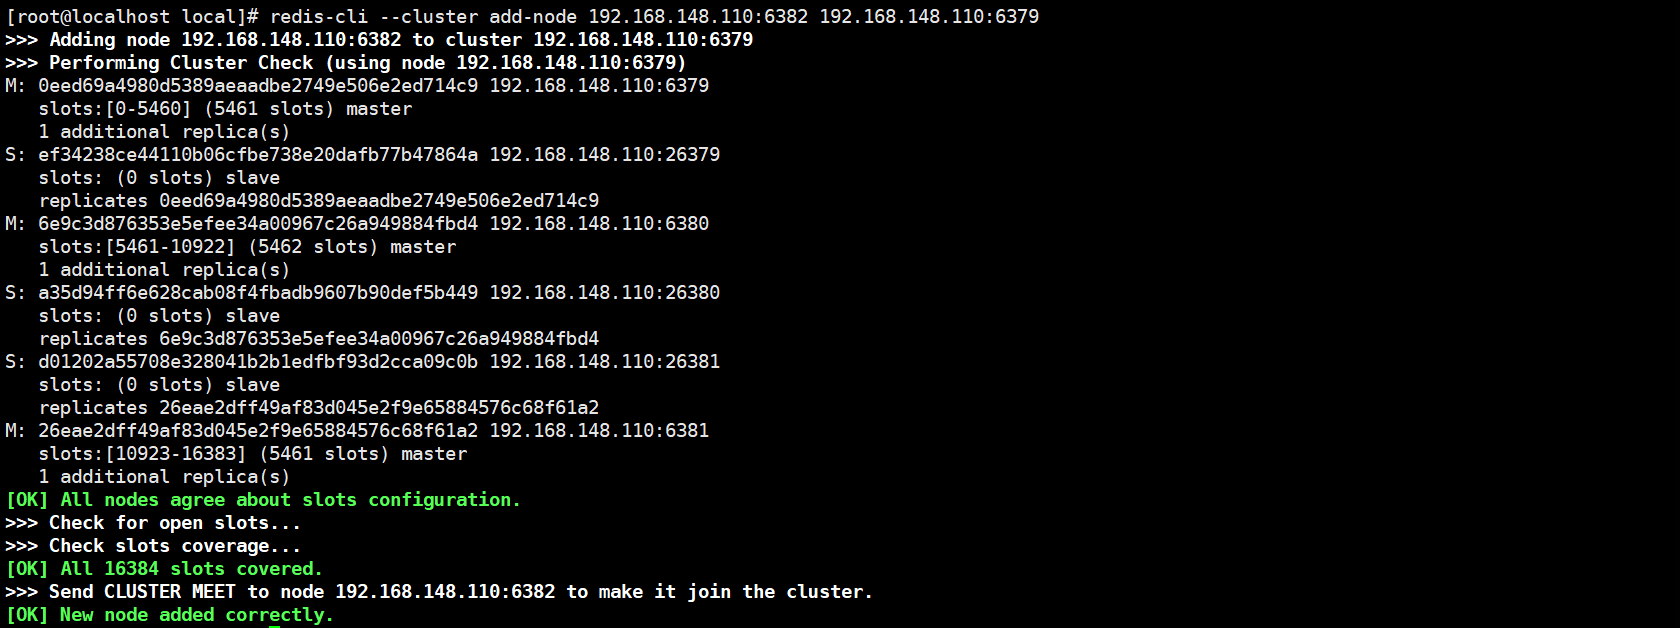 [root@localhost local]# redis-cli --cluster add-node 192.168.148.110:6382 192.168.148.110:6379
>>> Adding node 192.168.148.110:6382 to cluster 192.168.148.110:6379
>>> Performing Cluster Check (using node 192.168.148.110:6379)
M: 0eed69a4980d5389aeaadbe2749e506e2ed714c9 192.168.148.110:6379
   slots:[0-5460] (5461 slots) master
   1 additional replica(s)
S: ef34238ce44110b06cfbe738e20dafb77b47864a 192.168.148.110:26379
   slots: (0 slots) slave
   replicates 0eed69a4980d5389aeaadbe2749e506e2ed714c9
M: 6e9c3d876353e5efee34a00967c26a949884fbd4 192.168.148.110:6380
   slots:[5461-10922] (5462 slots) master
   1 additional replica(s)
S: a35d94ff6e628cab08f4fbadb9607b90def5b449 192.168.148.110:26380
   slots: (0 slots) slave
   replicates 6e9c3d876353e5efee34a00967c26a949884fbd4
S: d01202a55708e328041b2b1edfbf93d2cca09c0b 192.168.148.110:26381
   slots: (0 slots) slave
   replicates 26eae2dff49af83d045e2f9e65884576c68f61a2
M: 26eae2dff49af83d045e2f9e65884576c68f61a2 192.168.148.110:6381
   slots:[10923-16383] (5461 slots) master
   1 additional replica(s)
[OK] All nodes agree about slots configuration.
>>> Check for open slots...
>>> Check slots coverage...
[OK] All 16384 slots covered.
>>> Send CLUSTER MEET to node 192.168.148.110:6382 to make it join the cluster.
[OK] New node added correctly.